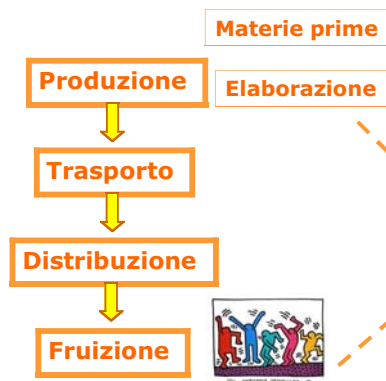 Materie prime
Produzione
Elaborazione
Trasporto
Distribuzione
Fruizione